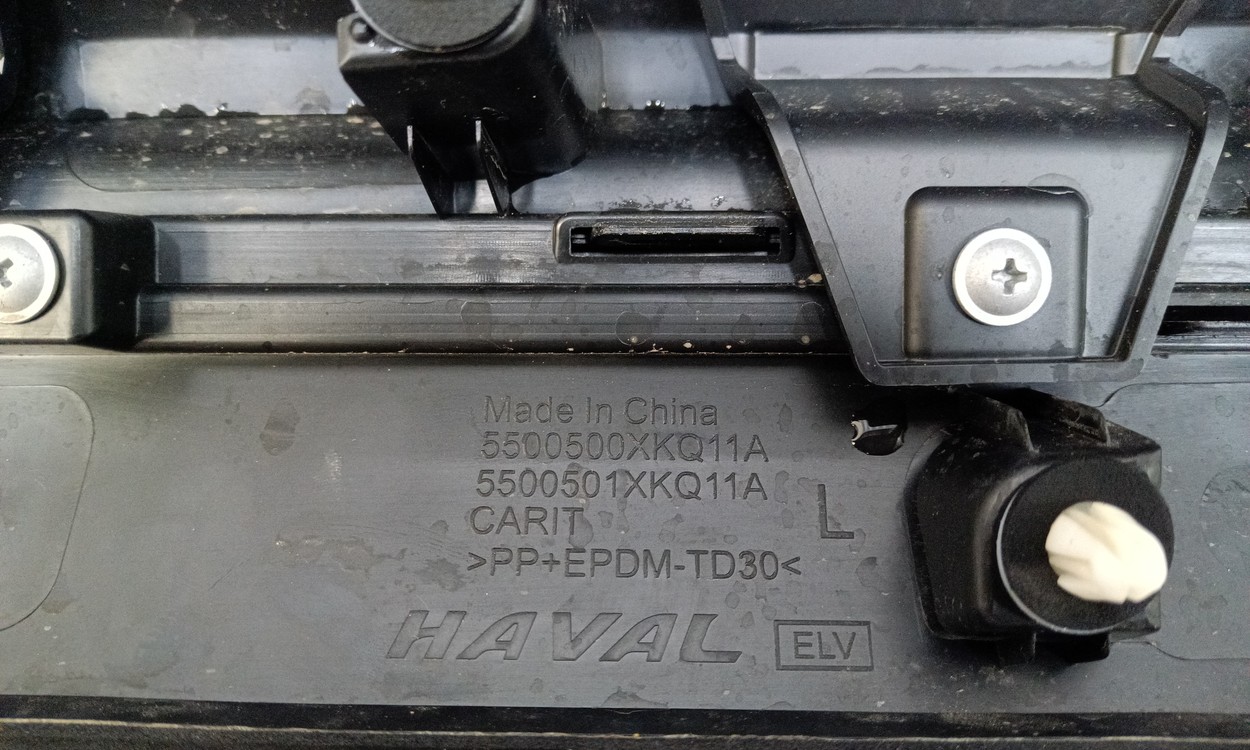 Made In China
5500500XKQ11A
5500501XKQ11A
CARIT
L
>PP+EPDM-TD30<
HAVAL ELV